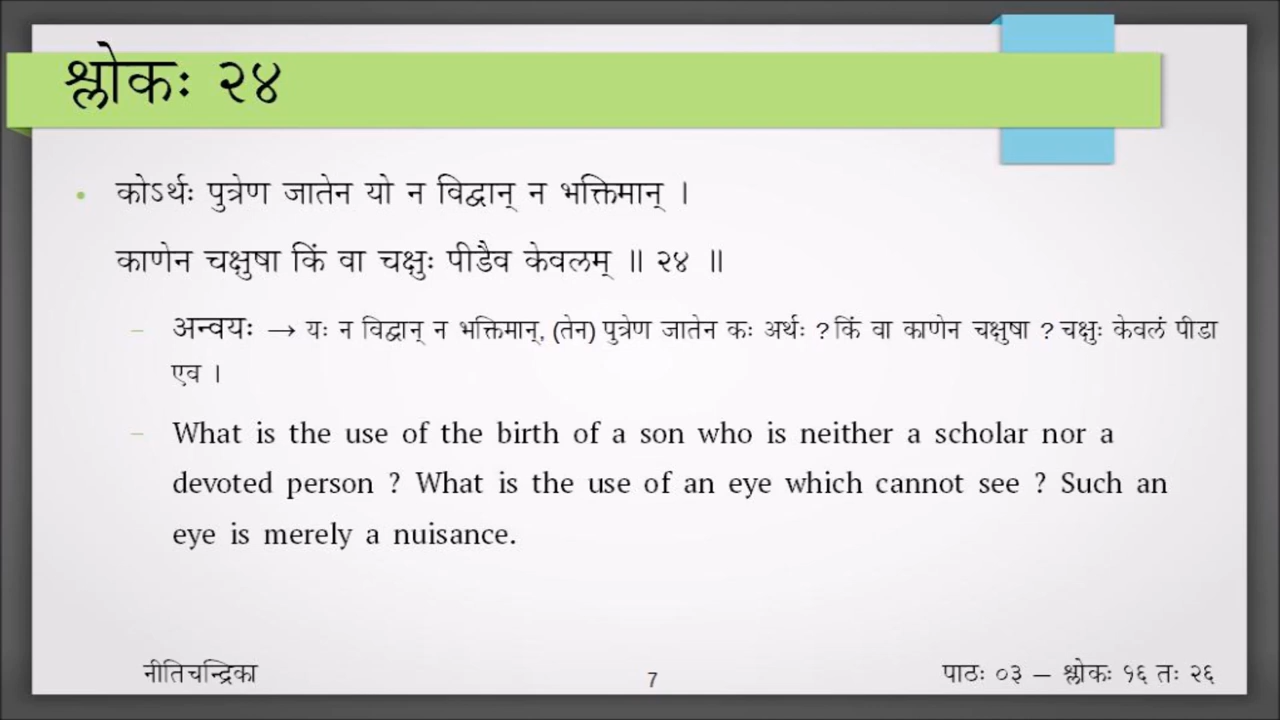 श्लोकः २४
कोऽर्थः पुत्रेण जातेन यो न विद्वान् न भक्तिमान् ।
काणेन चक्षुषा किं वा चक्षुः पीडैव केवलम् ॥ २४ ॥
– अन्वयः → यः न विद्वान् न भक्तिमान्, (तेन) पुत्रेण जातेन कः अर्थः ? किं वा काणेन चक्षुषा ? चक्षुः केवलं पीडा
एव ।
– What is the use of the birth of a son who is neither a scholar nor a
devoted person ? What is the use of an eye which cannot see ? Such an
eye is merely a nuisance.
नीतिचन्द्रिका
7
पाठः ०३ – श्लोकः १६ तः २६